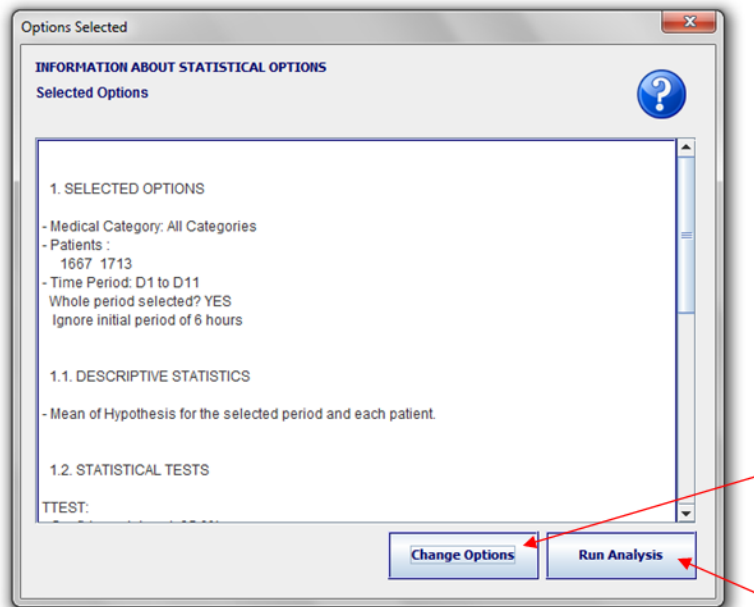 Options Selected
INFORMATION ABOUT STATISTICAL OPTIONS
Selected Options
1. SELECTED OPTIONS
- Medical Category: All Categories
- Patients :
1667 1713
- Time Period: D1 to D11
Whole period selected? YES
Ignore initial period of 6 hours
1.1. DESCRIPTIVE STATISTICS
- Mean of Hypothesis for the selected period and each patient.
1.2. STATISTICAL TESTS
TTEST:
Change Options
Run Analysis